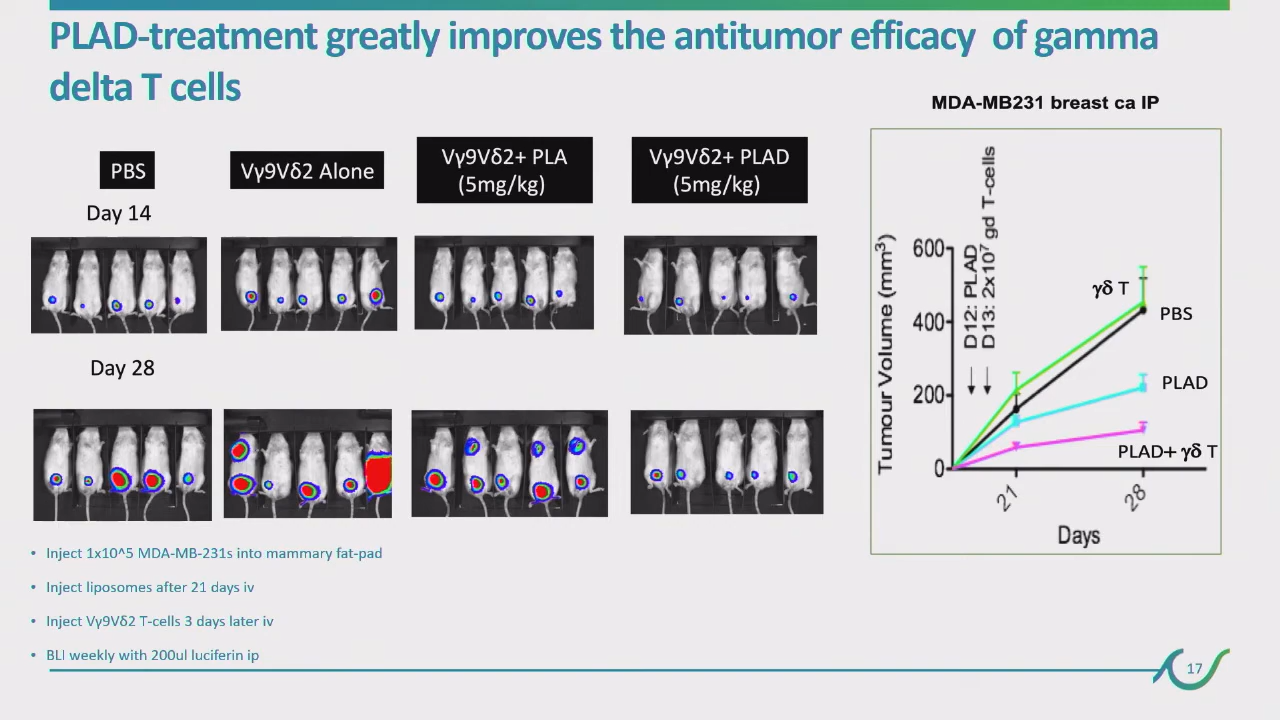 PLAD-treatment greatly improves the antitumor efficacy of gamma
delta T cells
MDA-MB231 breast ca IP
PBS
Vγ9Vδ2 Alone
Vγ9Vδ2+ PLA
(5mg/kg)
Vγ9Vδ2+ PLAD
(5mg/kg)
Day 14
Day 28
• Inject 1x10^5 MDA-MB-231s into mammary fat-pad
• Inject liposomes after 21 days iv
• Inject Vγ9Vδ2 T-cells 3 days later iv
• BLI weekly with 200ul luciferin ip
Tumour Volume (mm³)
600
400
200
0
D12: PLAD
D13: 2x10⁷ gd T-cells
γδ T
PBS
PLAD
PLAD+ γδ T
21
28
Days
17